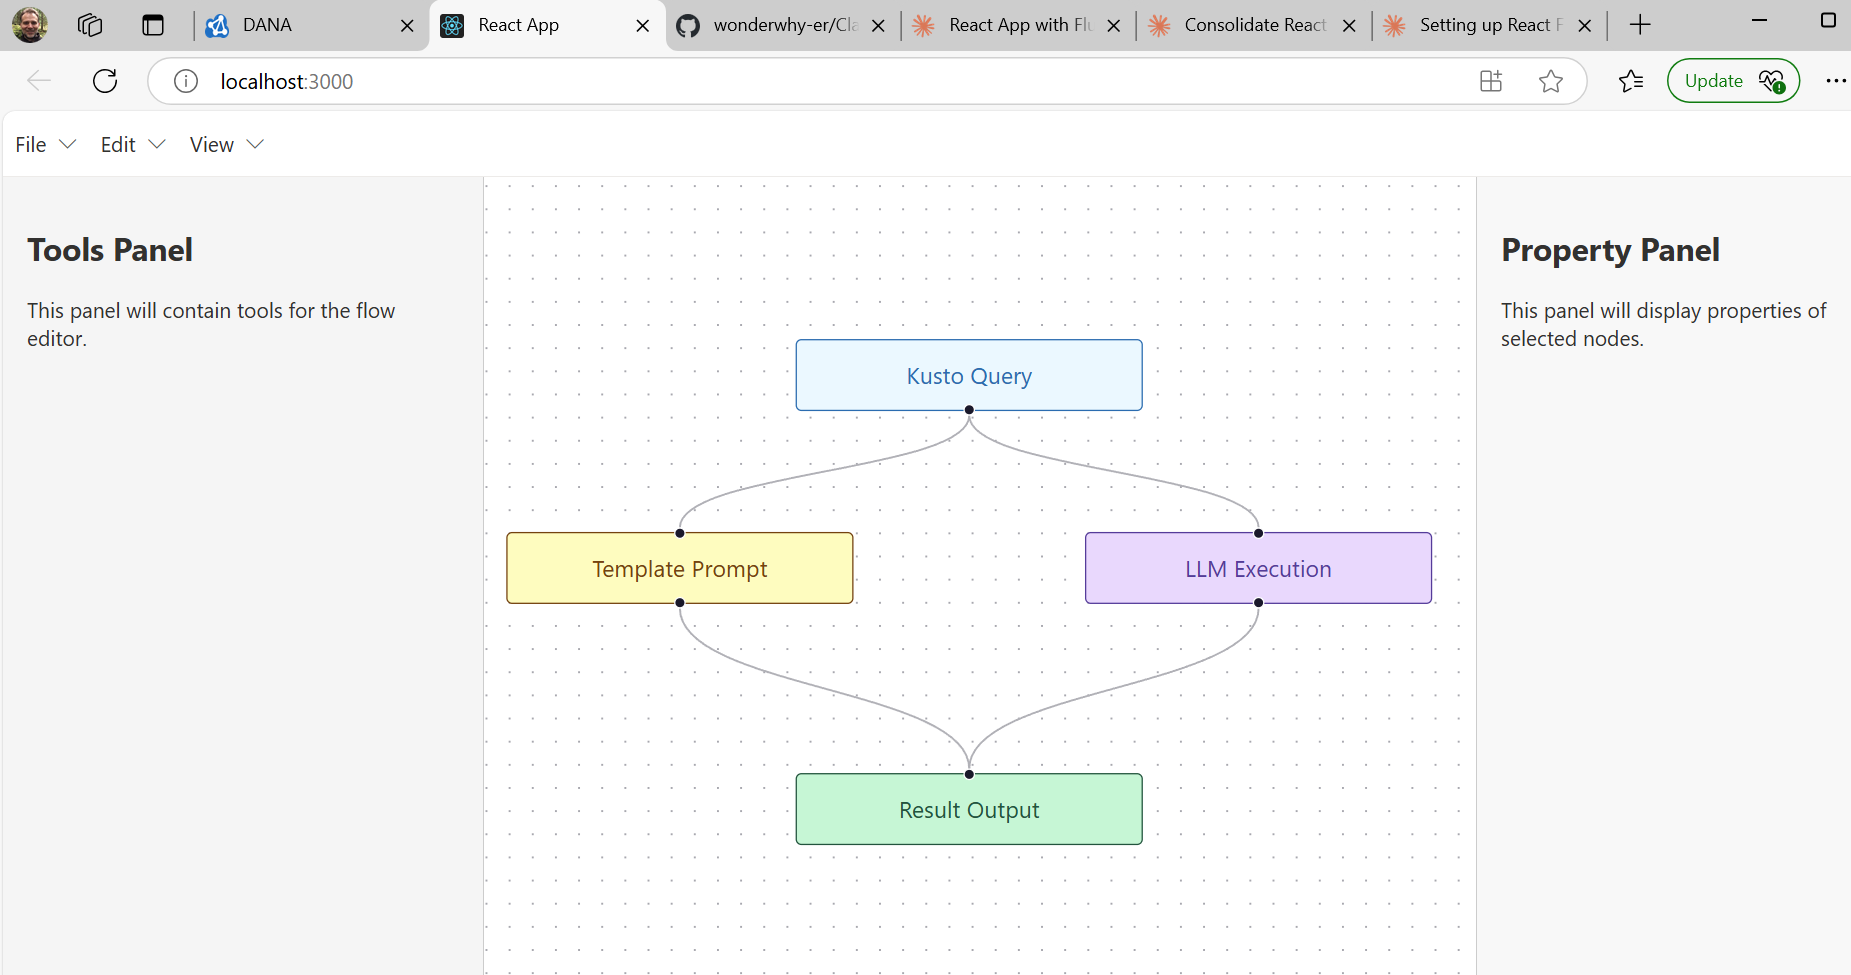 DANA
React App
wonderwhy-er/Cla
React App with Flu
Consolidate React
Setting up React F
localhost:3000
Update
File
Edit
View
Tools Panel
This panel will contain tools for the flow
editor.
Kusto Query
Template Prompt
LLM Execution
Result Output
Property Panel
This panel will display properties of
selected nodes.